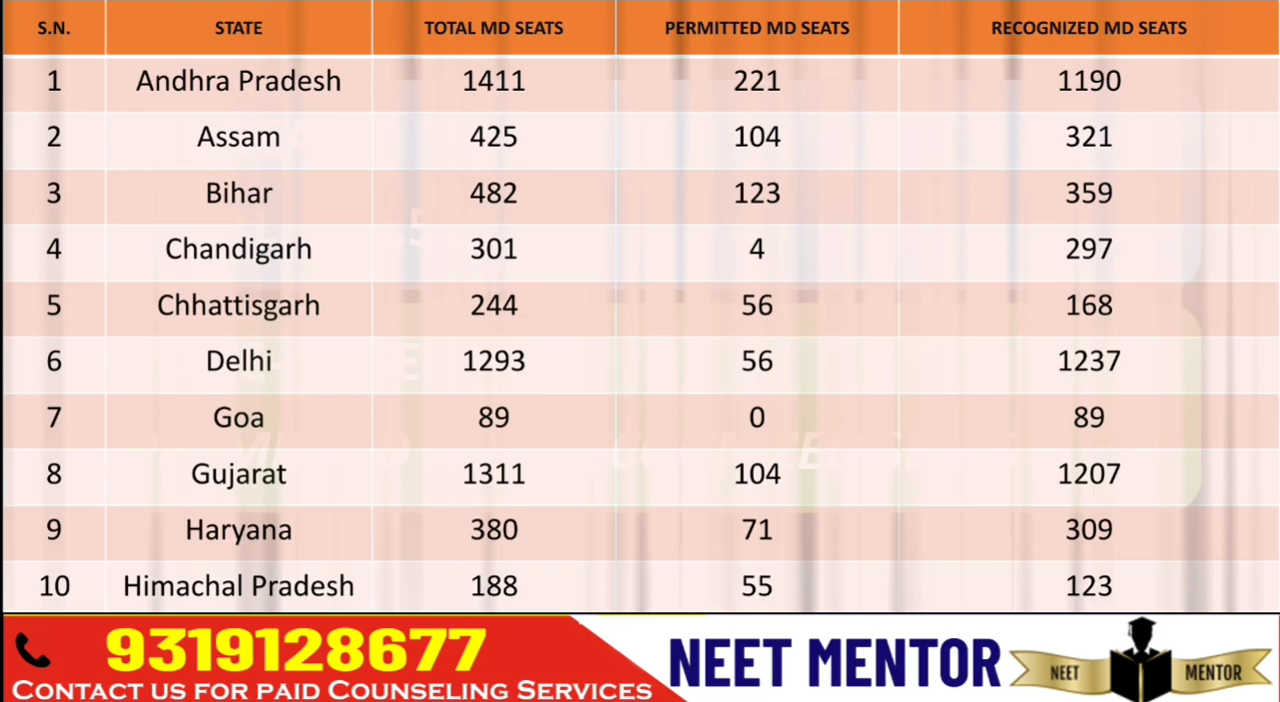 S.N. STATE TOTAL MD SEATS PERMITTED MD SEATS RECOGNIZED MD SEATS
1 Andhra Pradesh 1411 221 1190
2 Assam 425 104 321
3 Bihar 482 123 359
4 Chandigarh 301 4 297
5 Chhattisgarh 244 56 168
6 Delhi 1293 56 1237
7 Goa 89 0 89
8 Gujarat 1311 104 1207
9 Haryana 380 71 309
10 Himachal Pradesh 188 55 123
9319128677
CONTACT US FOR PAID COUNSELING SERVICES
NEET MENTOR
NEET MENTOR